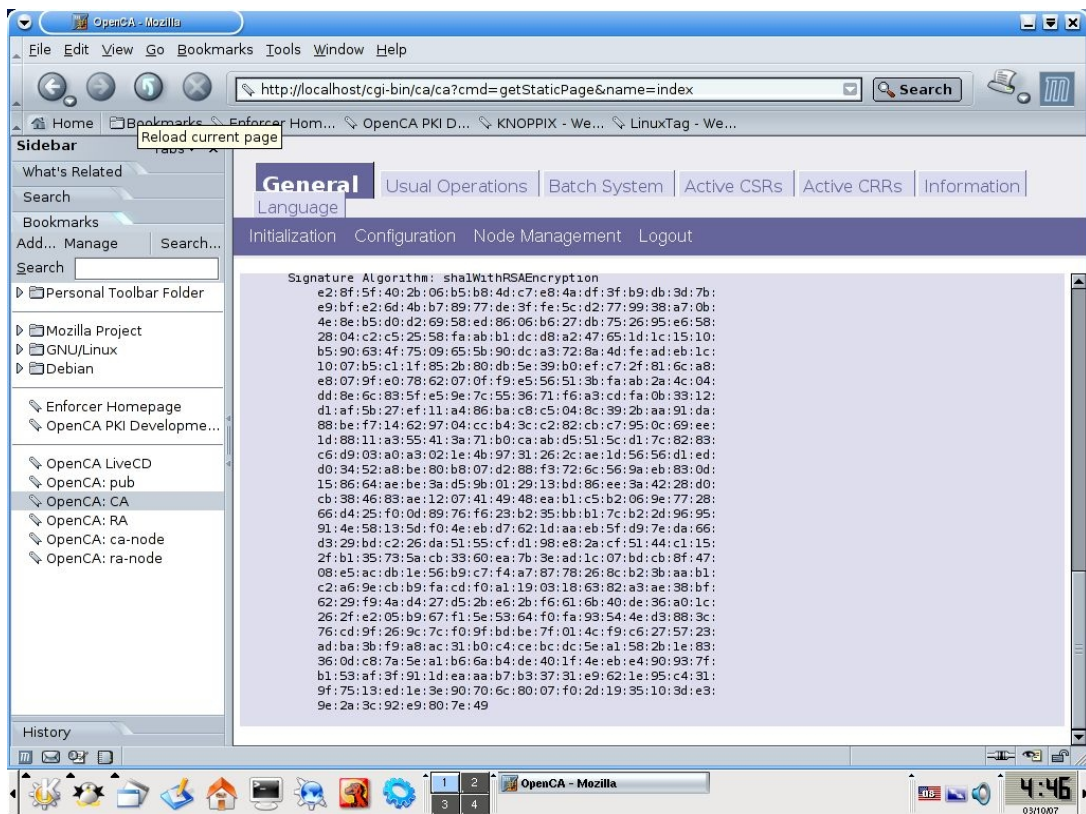 OpenCA - Mozilla
File Edit View Go Bookmarks Tools Window Help
http://localhost/cgi-bin/ca/ca?cmd=getStaticPage&name=index
Search
Home Bookmarks Enforcer Hom... OpenCA PKI D... KNOPPIX - We... LinuxTag - We...
Reload current page
Sidebar
Tabs
What's Related
Search
Bookmarks
Add... Manage Search...
Search
Personal Toolbar Folder
Mozilla Project
GNU/Linux
Debian
Enforcer Homepage
OpenCA PKI Developme...
OpenCA LiveCD
OpenCA: pub
OpenCA: CA
OpenCA: RA
OpenCA: ca-node
OpenCA: ra-node
History
General Usual Operations Batch System Active CSRs Active CRRs Information
Language
Initialization Configuration Node Management Logout
Signature Algorithm: sha1WithRSAEncryption
e2:8f:5f:40:2b:06:b5:b8:4d:c7:e8:4a:df:3f:b9:db:3d:7b:
e9:bf:e2:6d:4b:b7:89:77:de:3f:fe:5c:d2:77:99:38:a7:0b:
4e:8e:b5:d0:d2:69:58:ed:86:06:b6:27:db:75:26:95:e6:58:
28:04:c2:c5:25:58:fa:ab:b1:dc:d8:a2:47:65:1d:1c:15:10:
b5:90:63:4f:75:09:65:5b:90:dc:a3:72:8a:4d:fe:ad:eb:1c:
10:07:b5:c1:1f:85:2b:80:db:5e:39:b0:ef:c7:2f:81:6c:a8:
e8:07:9f:e0:78:62:07:0f:f9:e5:56:51:3b:fa:ab:2a:4c:04:
dd:8e:6c:83:5f:e5:9e:7c:55:36:71:f6:a3:cd:fa:0b:33:12:
d1:af:5b:27:ef:11:a4:86:ba:c8:c5:04:8c:39:2b:aa:91:da:
88:be:f7:14:62:97:04:cc:b4:3c:c2:82:cb:c7:95:0c:69:ee:
1d:88:11:a3:55:41:3a:71:b0:ca:ab:d5:51:5c:d1:7c:82:83:
c6:d9:03:a0:a3:02:1e:4b:97:31:26:2c:ae:1d:56:56:d1:ed:
d0:34:52:a8:be:80:b8:07:d2:88:f3:72:6c:56:9a:eb:83:0d:
15:86:64:ae:be:3a:d5:9b:01:29:13:bd:86:ee:3a:42:28:d0:
cb:38:46:83:ae:12:07:41:49:48:ea:b1:c5:b2:06:9e:77:28:
66:d4:25:f0:0d:89:76:f6:23:b2:35:bb:b1:7c:b2:2d:96:95:
91:4e:58:13:5d:f0:4e:eb:d7:62:1d:aa:eb:5f:d9:7e:da:66:
d3:29:bd:c2:26:da:51:55:cf:d1:98:e8:2a:cf:51:44:c1:15:
2f:b1:35:73:5a:cb:33:60:ea:7b:3e:ad:1c:07:bd:cb:8f:47:
08:e5:ac:db:1e:56:b9:c7:f4:a7:87:78:26:8c:b2:3b:aa:b1:
c2:a6:9e:cb:b9:fa:cd:f0:a1:19:03:18:63:82:a3:ae:38:bf:
62:29:f9:4a:d4:27:d5:2b:e6:2b:f6:61:6b:40:de:36:a0:1c:
26:2f:e2:05:b9:67:f1:5e:53:64:f0:fa:93:54:4e:d3:88:3c:
76:cd:9f:26:9c:7c:f0:9f:bd:be:7f:01:4c:f9:c6:27:57:23:
ad:ba:3b:f9:a8:ac:31:b0:c4:ce:bc:dc:5e:a1:58:2b:1e:83:
36:0d:c8:7a:5e:a1:b6:6a:b4:de:40:1f:4e:eb:e4:90:93:7f:
b1:53:af:3f:91:1d:ea:aa:b7:b3:37:31:e9:62:1e:95:c4:31:
9f:75:13:ed:1e:3e:90:70:6c:80:07:f0:2d:19:35:10:3d:e3:
9e:2a:3c:92:e9:80:7e:49
1 2
3 4
OpenCA - Mozilla
US
4:46
03/10/07